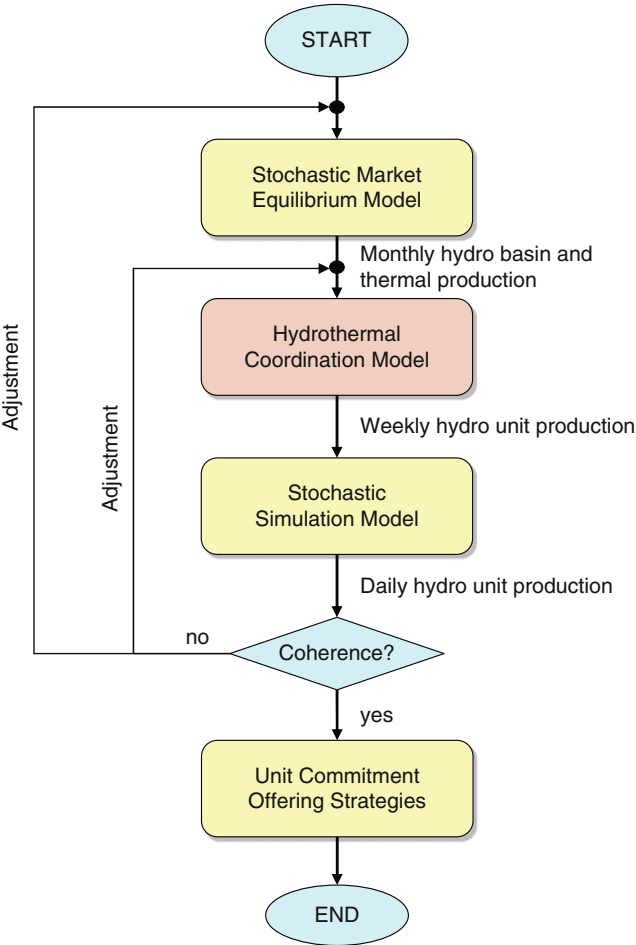 START
Stochastic Market
Equilibrium Model
Monthly hydro basin and
thermal production
Hydrothermal
Coordination Model
Adjustment
Adjustment
Weekly hydro unit production
Stochastic
Simulation Model
Daily hydro unit production
no
Coherence?
yes
Unit Commitment
Offering Strategies
END